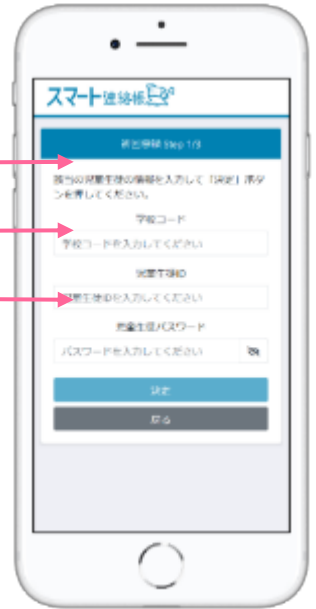 スマート連絡帳
初回登録 Step 1/3
該当の児童生徒の情報を入力して「決定」ボタ
ンを押してください。
学校コード
学校コードを入力してください
児童生徒ID
児童生徒IDを入力してください
児童生徒パスワード
パスワードを入力してください
決定
戻る